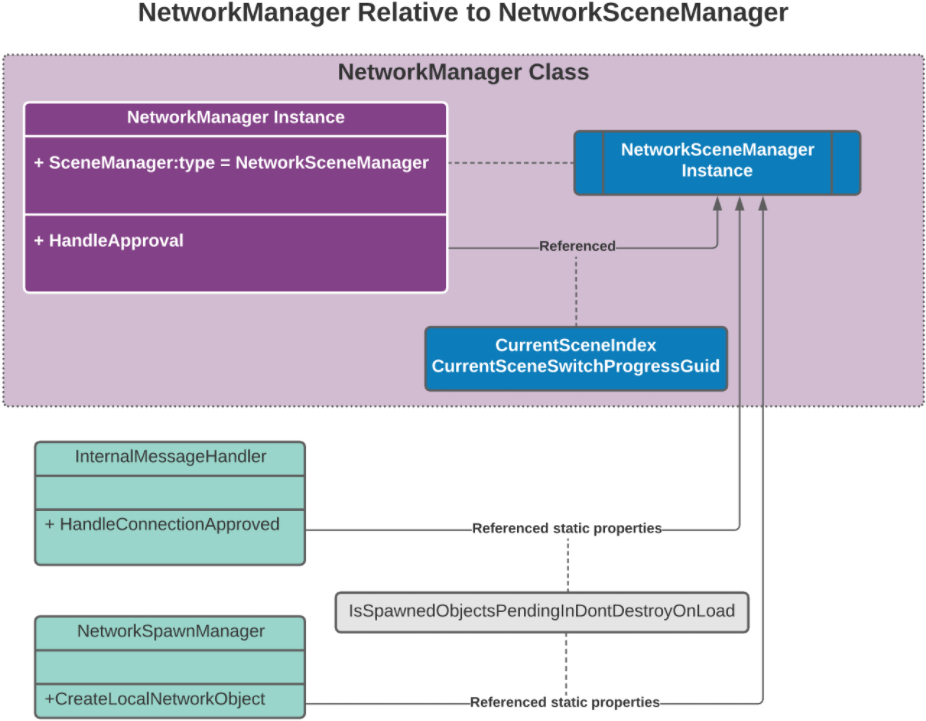 NetworkManager Relative to NetworkSceneManager
NetworkManager Class
NetworkManager Instance
+ SceneManager:type = NetworkSceneManager
+ HandleApproval
NetworkSceneManager
Instance
Referenced
CurrentSceneIndex
CurrentSceneSwitchProgressGuid
InternalMessageHandler
+ HandleConnectionApproved
Referenced static properties
IsSpawnedObjectsPendingInDontDestroyOnLoad
NetworkSpawnManager
+CreateLocalNetworkObject
Referenced static properties